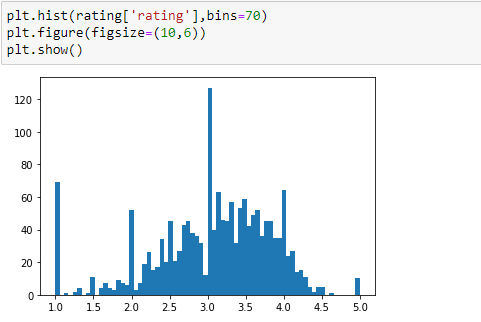 plt.hist(rating['rating'],bins=70)
plt.figure(figsize=(10,6))
plt.show()
120
100
80
60
40
20
0
1.0 1.5 2.0 2.5 3.0 3.5 4.0 4.5 5.0